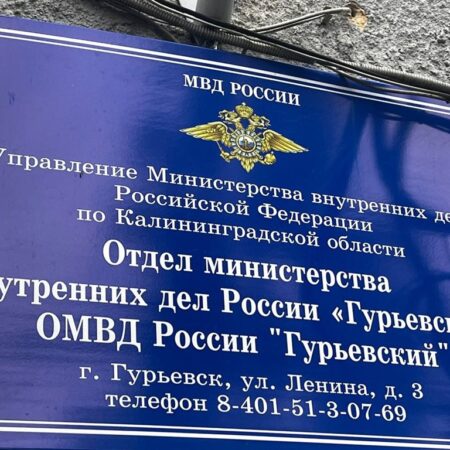 МВД РОССИИ
Управление Министерства внутренних де
Российской Федерации
по Калининградской области
Отдел министерства
утренних дел России «Гурьевс
ОМВД России "Гурьевский"
г. Гурьевск, ул. Ленина, д. 3
телефон 8-401-51-3-07-69